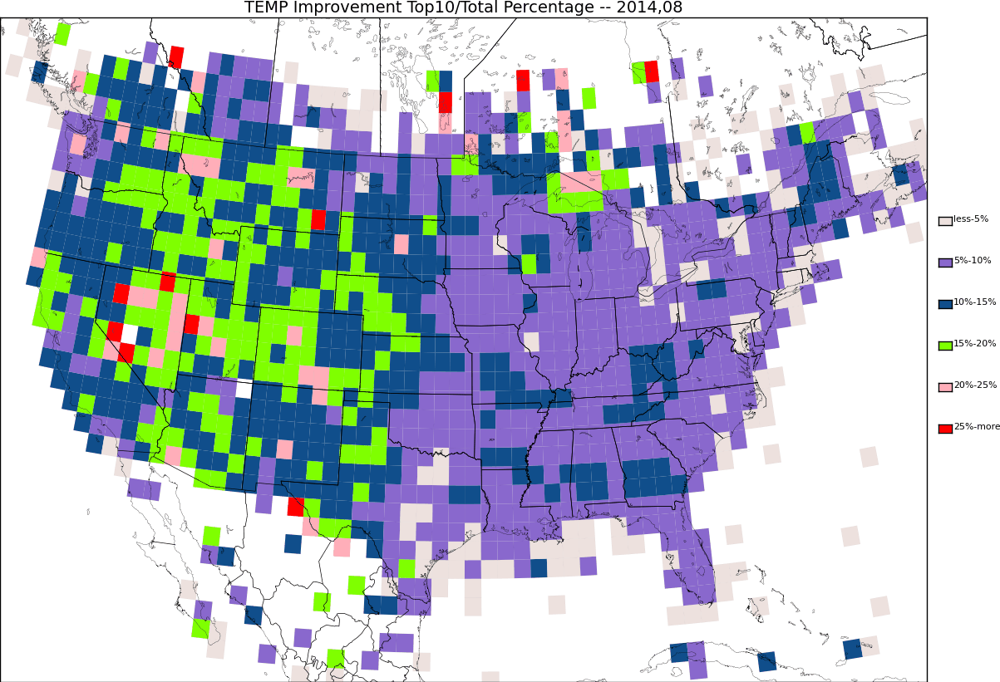 TEMP Improvement Top10/Total Percentage -- 2014,08
less-5%
5%-10%
10%-15%
15%-20%
20%-25%
25%-more